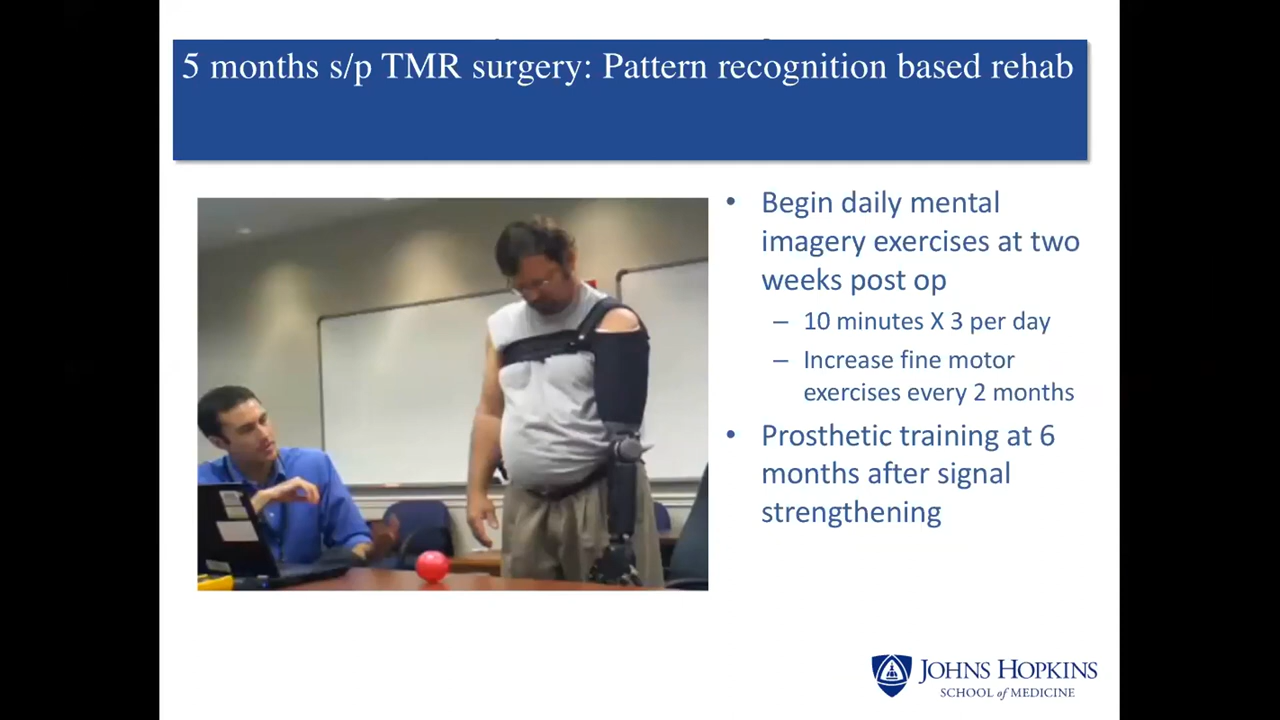 5 months s/p TMR surgery: Pattern recognition based rehab
• Begin daily mental
imagery exercises at two
weeks post op
– 10 minutes X 3 per day
– Increase fine motor
exercises every 2 months
• Prosthetic training at 6
months after signal
strengthening
JOHNS HOPKINS
SCHOOL of MEDICINE